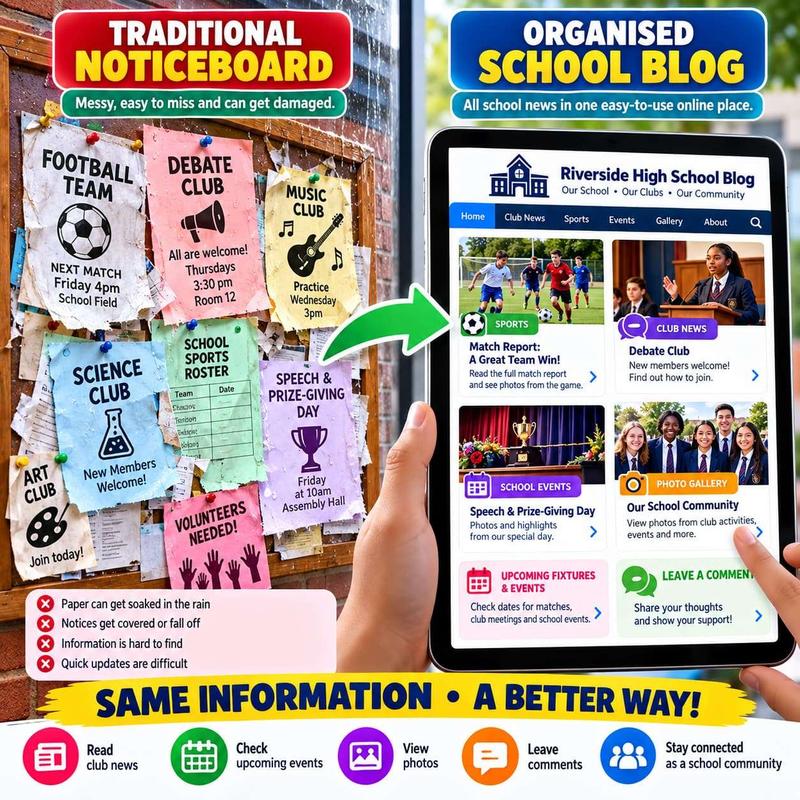 TRADITIONAL
NOTICEBOARD
Messy, easy to miss and can get damaged.
FOOTBALL
TEAM
NEXT MATCH
Friday 4pm
School Field
DEBATE
CLUB
All are welcome!
Thursdays
3:30 pm
Room 12
MUSIC
CLUB
Practice
Wednesday
3pm
SCIENCE
CLUB
New Members
Welcome!
SCHOOL
SPORTS
ROSTER
Team Date
SPEECH &
PRIZE-GIVING
DAY
Friday
at 10am
Assembly Hall
ART
CLUB
Join today!
VOLUNTEERS
NEEDED!
Paper can get soaked in the rain
Notices get covered or fall off
Information is hard to find
Quick updates are difficult
ORGANISED
SCHOOL BLOG
All school news in one easy-to-use online place.
Riverside High School Blog
Our School • Our Clubs • Our Community
Home Club News Sports Events Gallery About
SPORTS
Match Report:
A Great Team Win!
Read the full match report
and see photos from the game.
CLUB NEWS
Debate Club
New members welcome!
Find out how to join.
SCHOOL EVENTS
Speech & Prize-Giving Day
Photos and highlights
from our special day.
PHOTO GALLERY
Our School Community
View photos from club activities,
events and more.
UPCOMING FIXTURES
& EVENTS
Check dates for matches,
club meetings and school events.
LEAVE A COMMENT
Share your thoughts
and show your support!
SAME INFORMATION • A BETTER WAY!
Read
club news
Check
upcoming events
View
photos
Leave
comments
Stay connected
as a school community